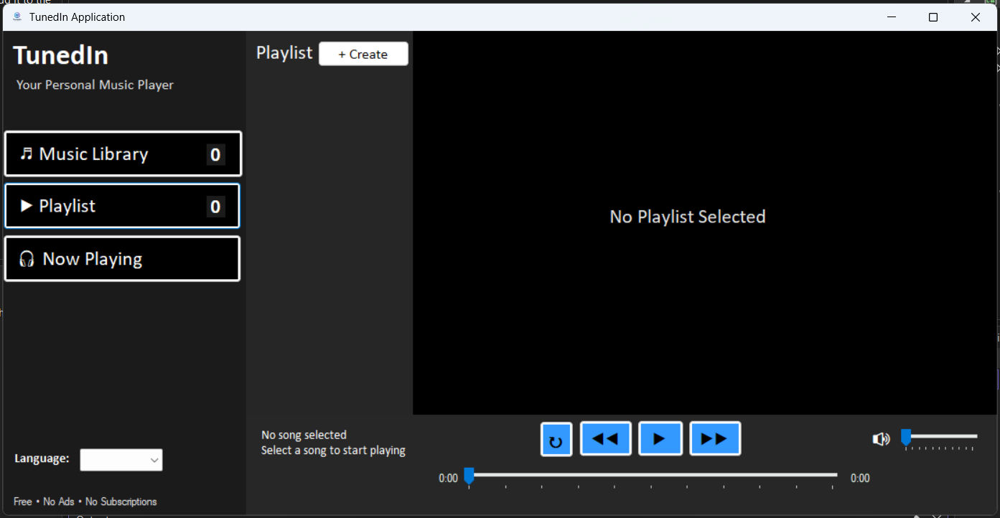 TunedIn Application
TunedIn
Your Personal Music Player
Music Library 0
Playlist 0
Now Playing
Language:
Free • No Ads • No Subscriptions
Playlist + Create
No Playlist Selected
No song selected
Select a song to start playing
0:00 0:00